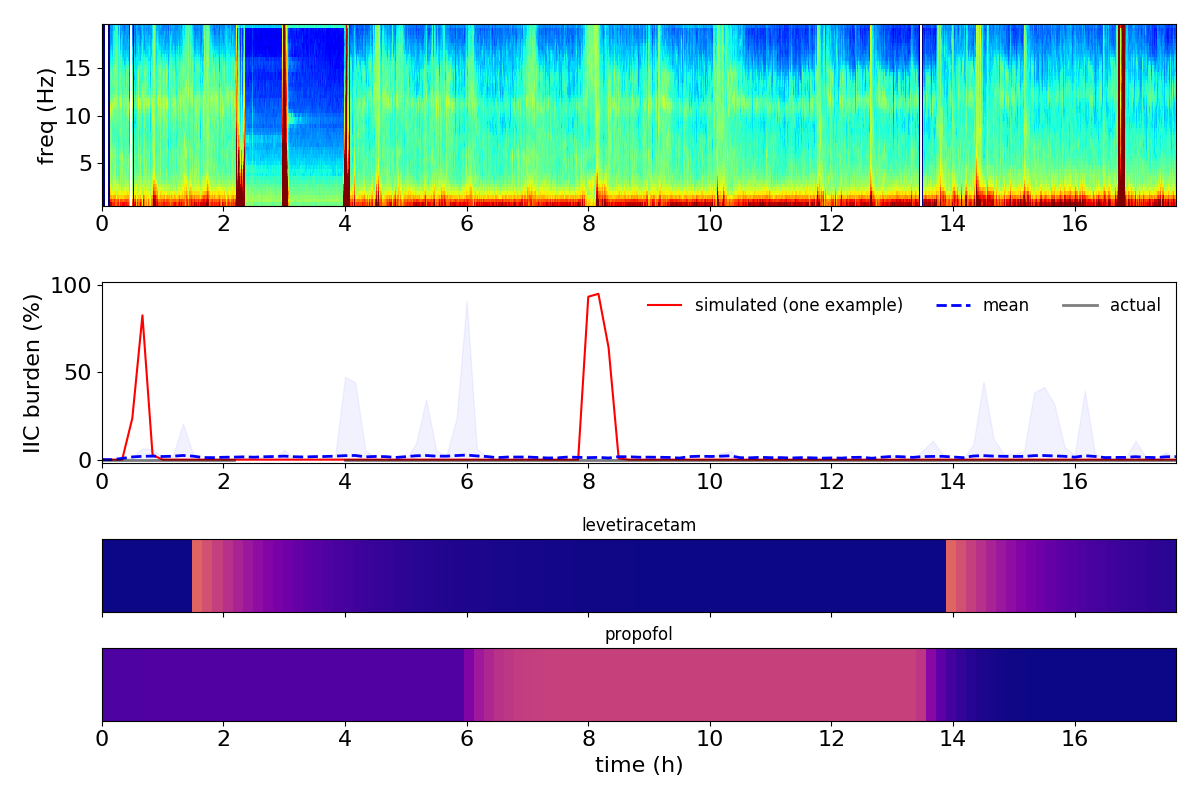 freq (Hz)
15
10
5
0 2 4 6 8 10 12 14 16
IIC burden (%)
100
50
0
simulated (one example) mean actual
0 2 4 6 8 10 12 14 16
levetiracetam
propofol
0 2 4 6 8 10 12 14 16
time (h)